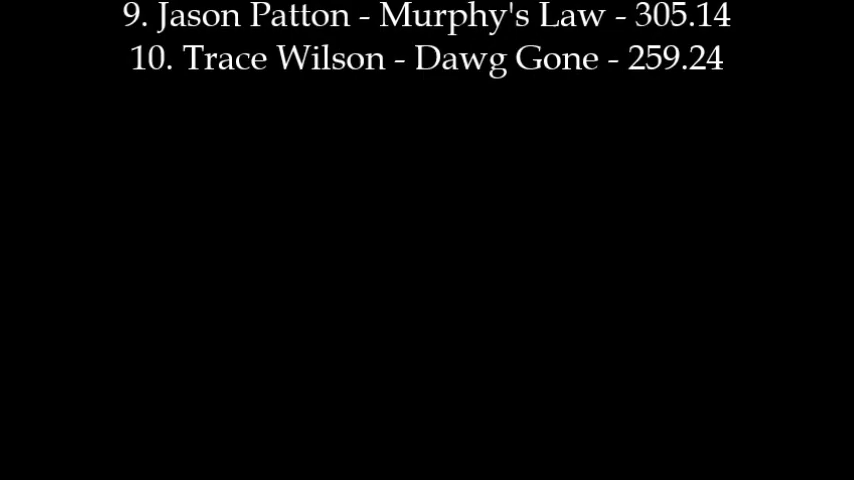 9. Jason Patton - Murphy's Law - 305.14
10. Trace Wilson - Dawg Gone - 259.24